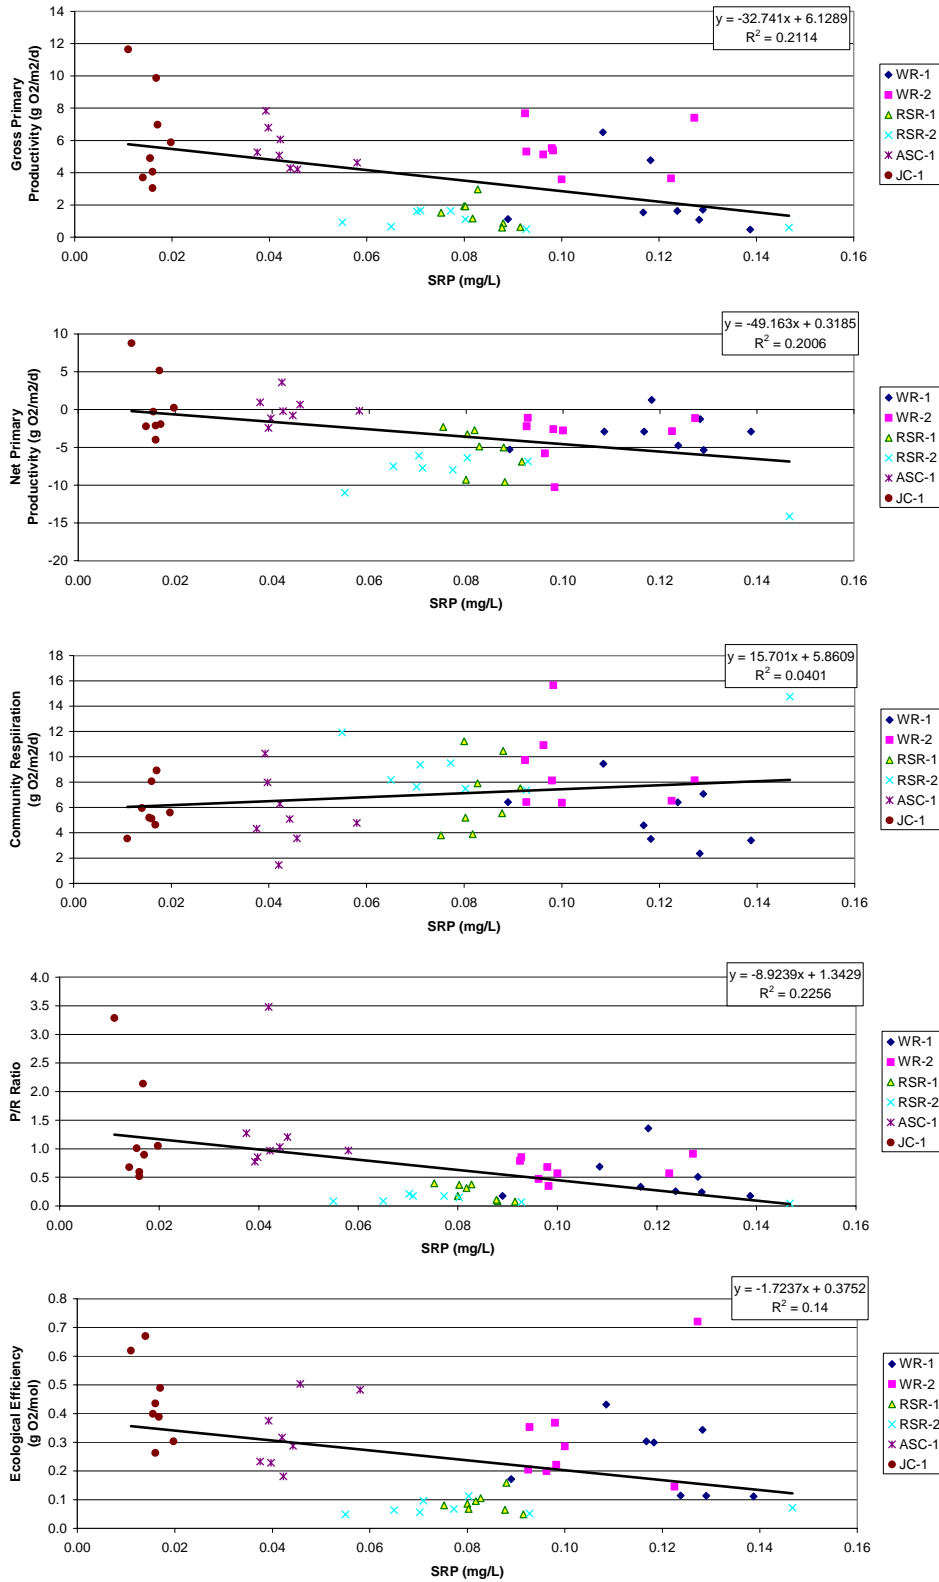 y = -32.741x + 6.1289
R² = 0.2114
Gross Primary
Productivity (g O2/m2/d)
14
12
10
8
6
4
2
0
0.00 0.02 0.04 0.06 0.08 0.10 0.12 0.14 0.16
SRP (mg/L)
WR-1
WR-2
RSR-1
RSR-2
ASC-1
JC-1
y = -49.163x + 0.3185
R² = 0.2006
Net Primary
Productivity (g O2/m2/d)
10
5
0
-5
-10
-15
-20
0.00 0.02 0.04 0.06 0.08 0.10 0.12 0.14 0.16
SRP (mg/L)
WR-1
WR-2
RSR-1
RSR-2
ASC-1
JC-1
y = 15.701x + 5.8609
R² = 0.0401
Community Respiiration
(g O2/m2/d)
18
16
14
12
10
8
6
4
2
0
0.00 0.02 0.04 0.06 0.08 0.10 0.12 0.14 0.16
SRP (mg/L)
WR-1
WR-2
RSR-1
RSR-2
ASC-1
JC-1
y = -8.9239x + 1.3429
R² = 0.2256
P/R Ratio
4.0
3.5
3.0
2.5
2.0
1.5
1.0
0.5
0.0
0.00 0.02 0.04 0.06 0.08 0.10 0.12 0.14 0.16
SRP (mg/L)
WR-1
WR-2
RSR-1
RSR-2
ASC-1
JC-1
y = -1.7237x + 0.3752
R² = 0.14
Ecological Efficiency
(g O2/mol)
0.8
0.7
0.6
0.5
0.4
0.3
0.2
0.1
0.0
0.00 0.02 0.04 0.06 0.08 0.10 0.12 0.14 0.16
SRP (mg/L)
WR-1
WR-2
RSR-1
RSR-2
ASC-1
JC-1